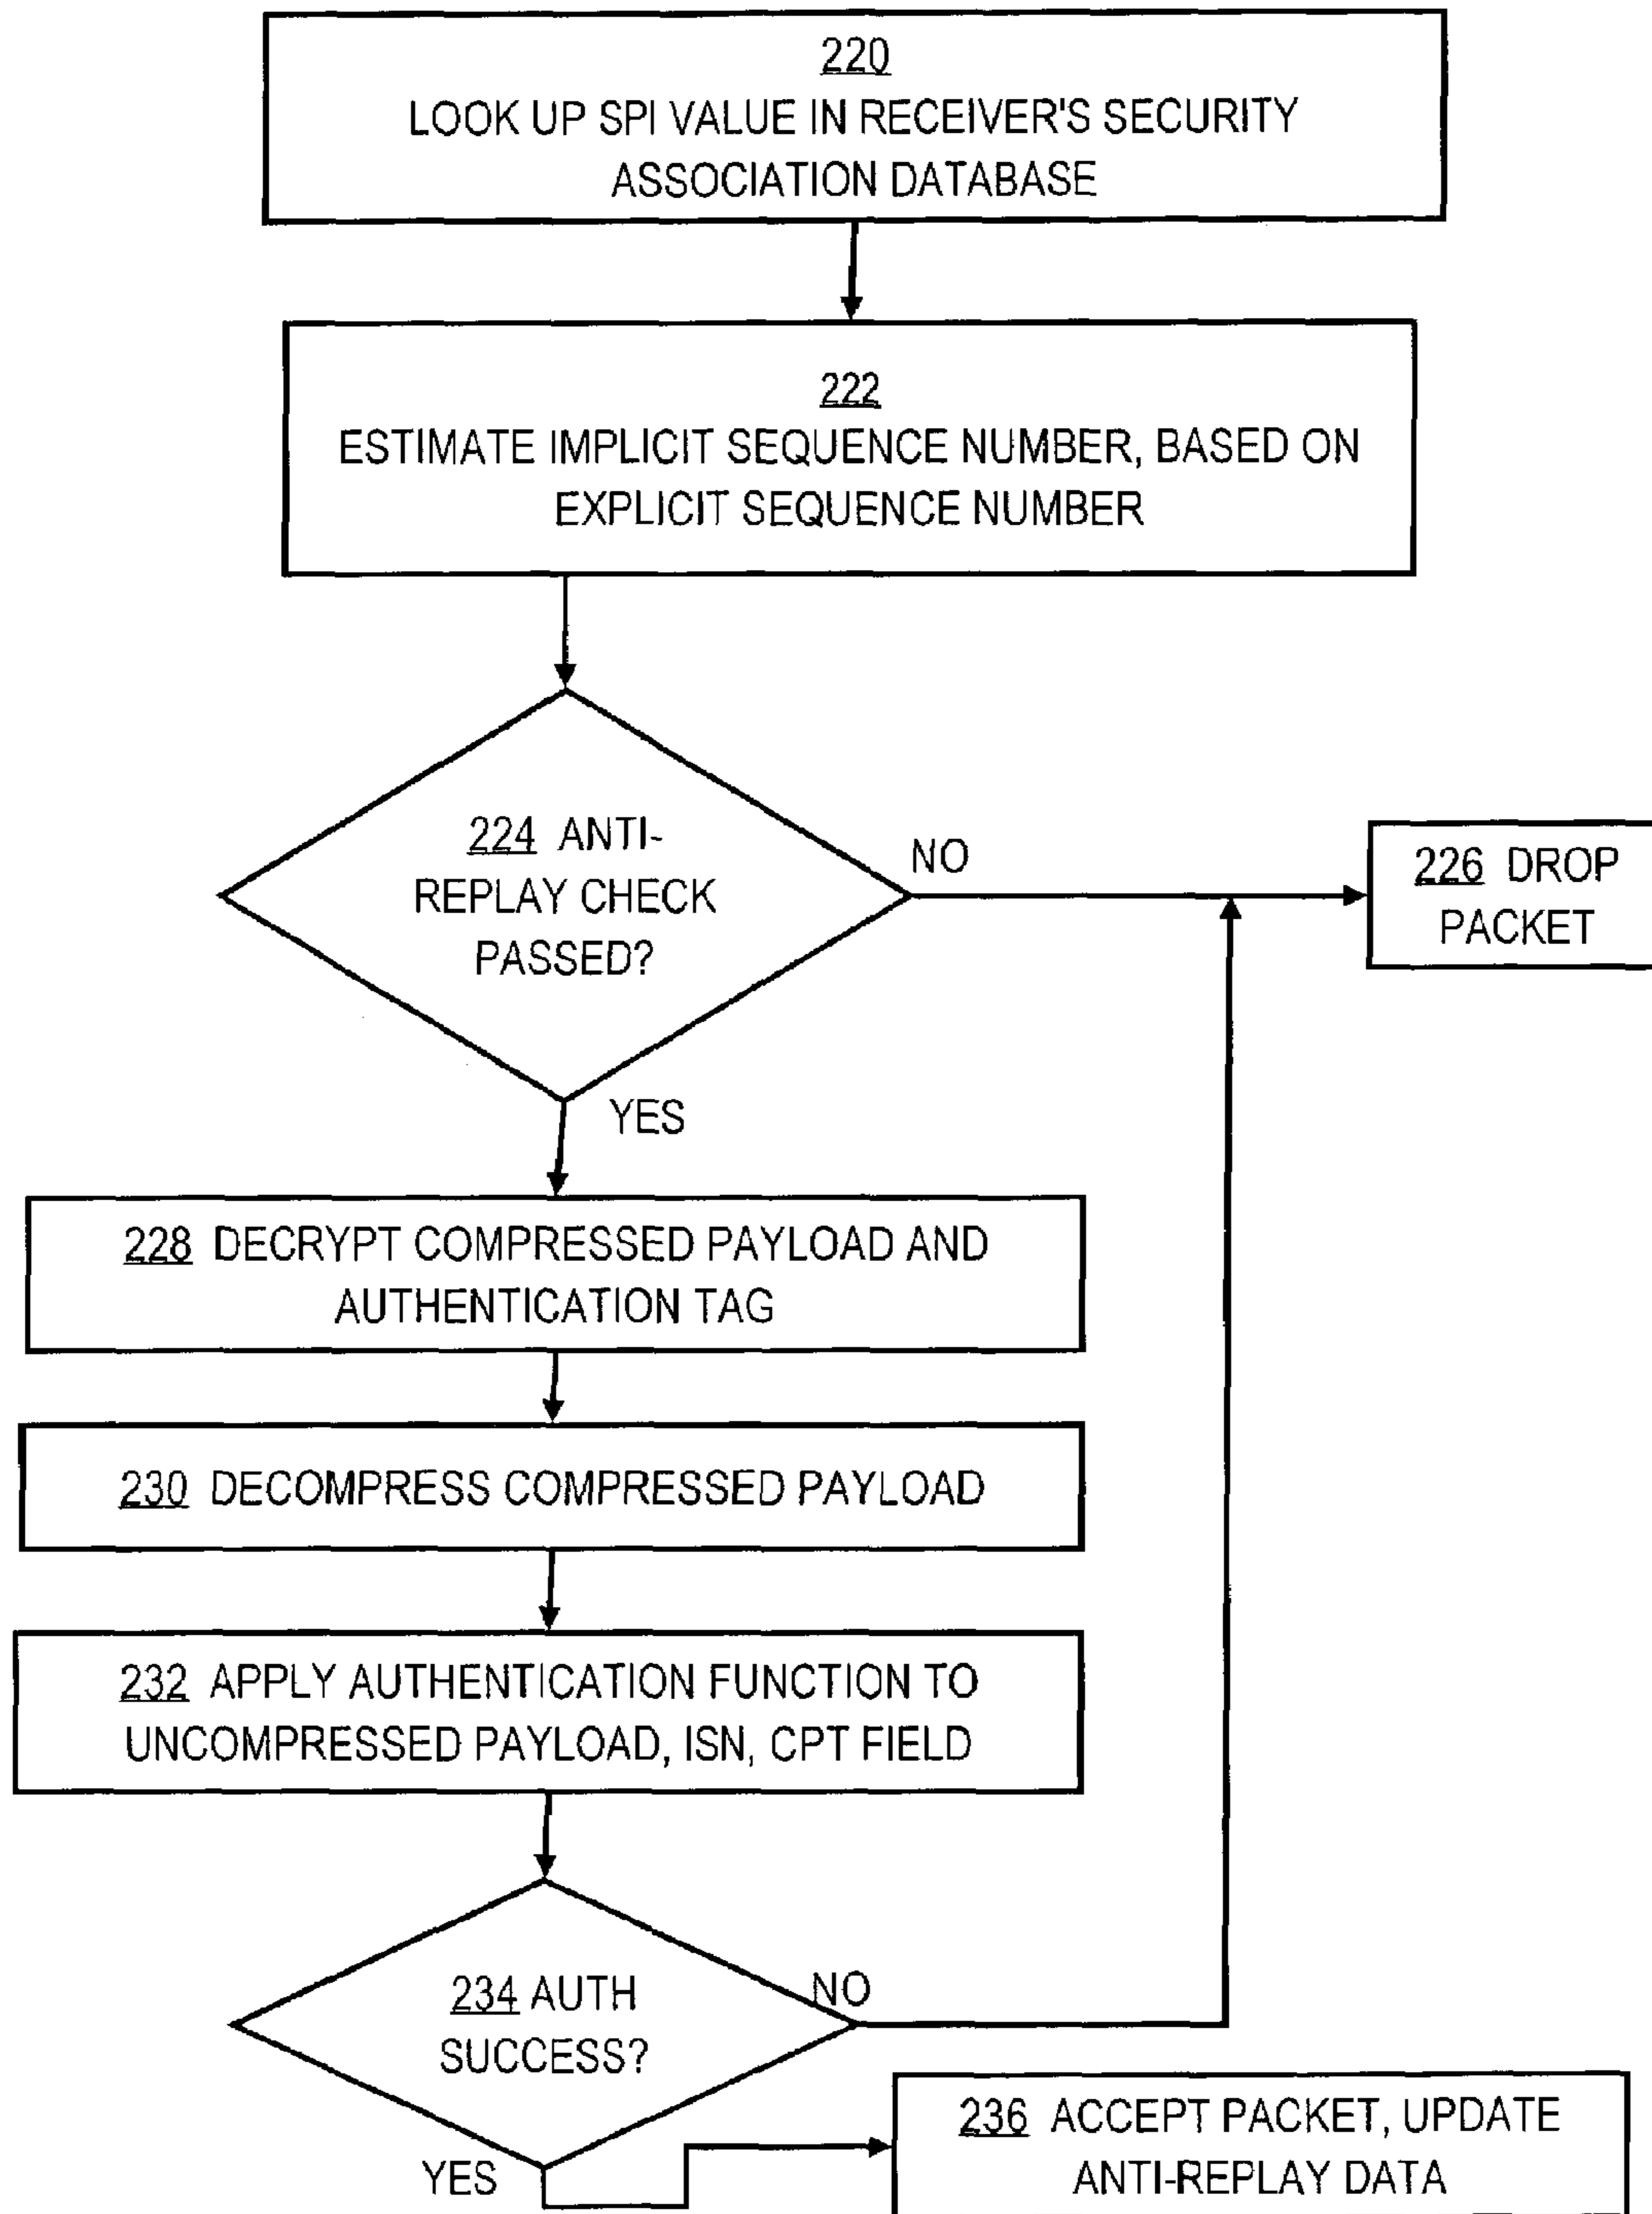 220
LOOK UP SPI VALUE IN RECEIVER'S SECURITY
ASSOCIATION DATABASE
222
ESTIMATE IMPLICIT SEQUENCE NUMBER, BASED ON
EXPLICIT SEQUENCE NUMBER
224 ANTI-
REPLAY CHECK
PASSED?
NO
226 DROP
PACKET
YES
228 DECRYPT COMPRESSED PAYLOAD AND
AUTHENTICATION TAG
230 DECOMPRESS COMPRESSED PAYLOAD
232 APPLY AUTHENTICATION FUNCTION TO
UNCOMPRESSED PAYLOAD, ISN, CPT FIELD
234 AUTH
SUCCESS?
NO
YES
236 ACCEPT PACKET, UPDATE
ANTI-REPLAY DATA